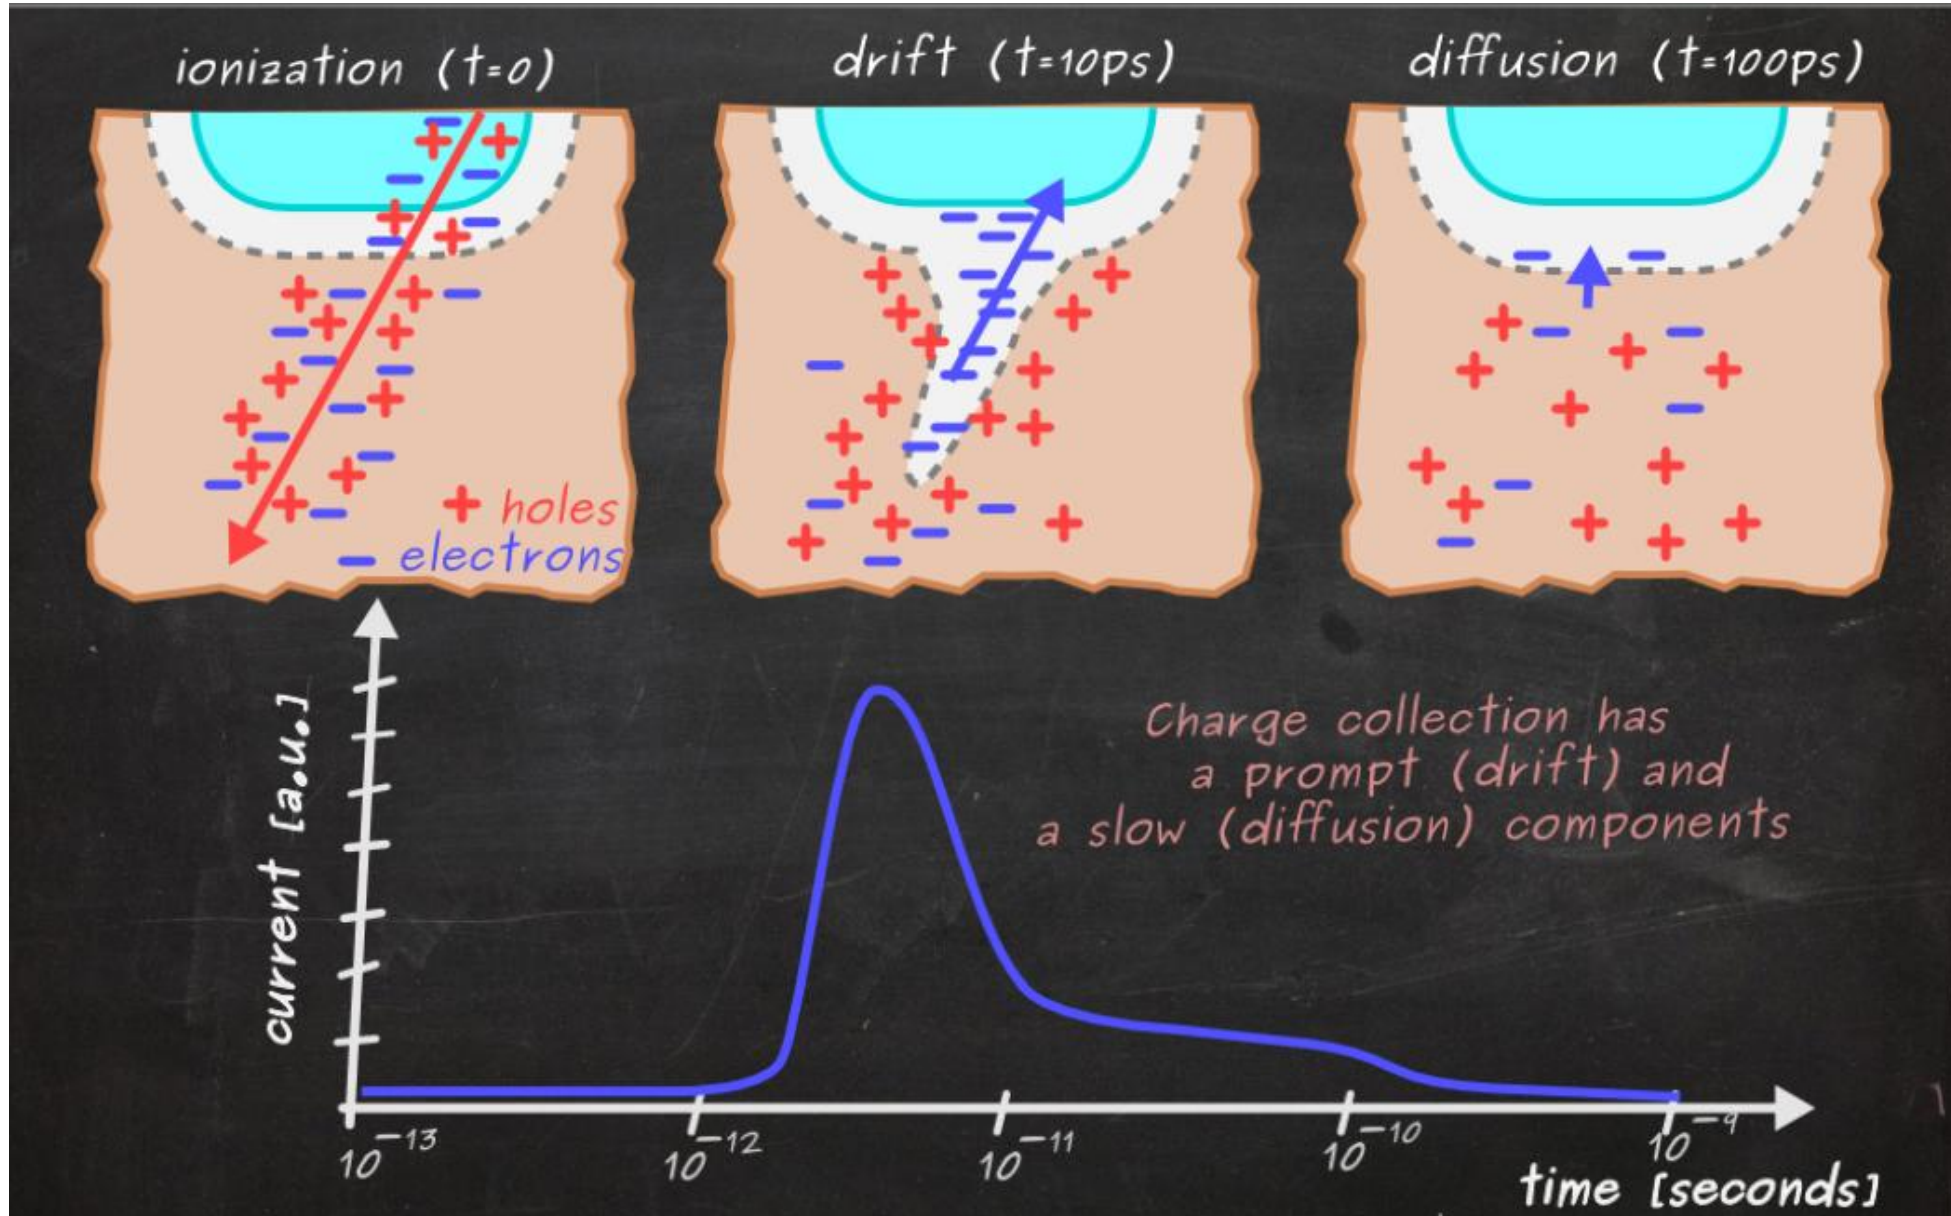 ionization (t=0)
drift (t=10ps)
diffusion (t=100ps)
+ holes
− electrons
current [a.u.]
Charge collection has
a prompt (drift) and
a slow (diffusion) components
10⁻¹³
10⁻¹²
10⁻¹¹
10⁻¹⁰
10⁻⁹
time [seconds]